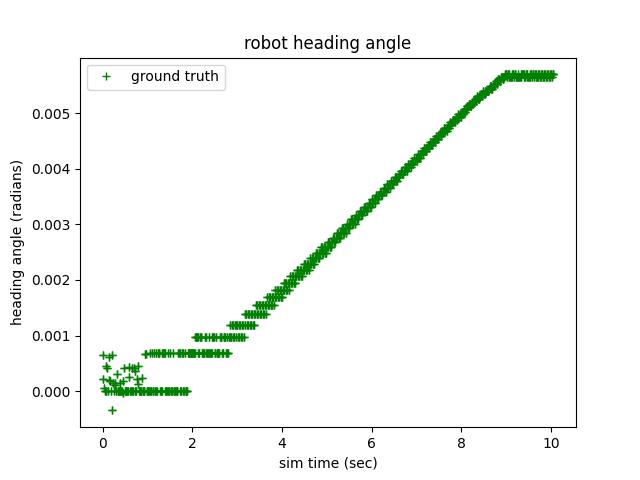 robot heading angle
ground truth
heading angle (radians)
0.005
0.004
0.003
0.002
0.001
0.000
0 2 4 6 8 10
sim time (sec)